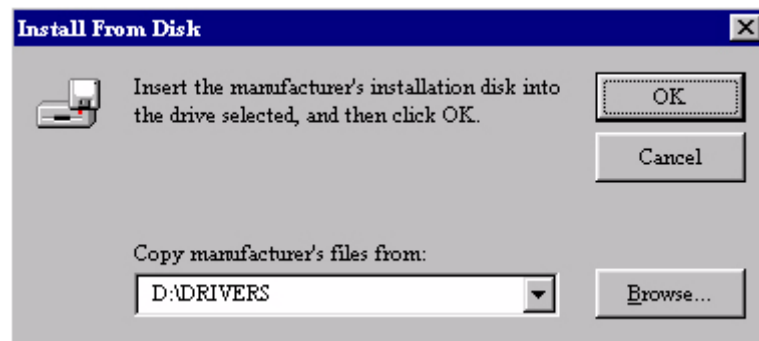 Install From Disk
Insert the manufacturer's installation disk into
the drive selected, and then click OK.
OK
Cancel
Copy manufacturer's files from:
D:\DRIVERS
Browse...